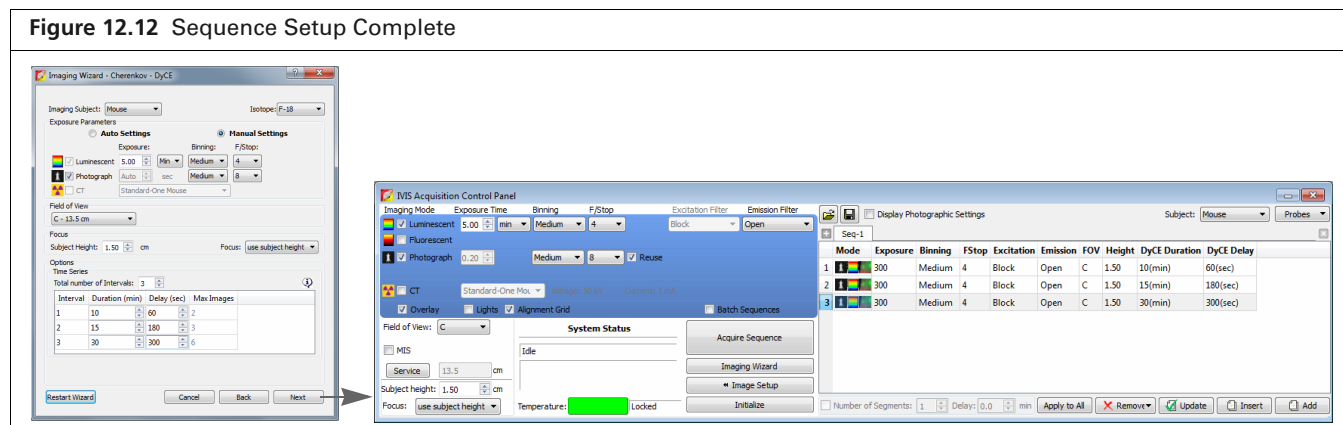 Figure 12.12 Sequence Setup Complete
Imaging Wizard - Cherenkov - DyCE
Imaging Subject: Mouse Isotope: F-18
Exposure Parameters
Auto Settings Manual Settings
Exposure: Binning: F/Stop:
Luminescent 5.00 Min Medium 4
Photograph Auto sec Medium 8
CT Standard-One Mouse
Field of View
C - 13.5 cm
Focus
Subject Height: 1.50 cm Focus: use subject height
Options
Time Series
Total number of Intervals: 3
Interval Duration (min) Delay (sec) Max Images
1 10 60 2
2 15 180 3
3 30 300 6
Restart Wizard Cancel Back Next
IVIS Acquisition Control Panel
Imaging Mode Exposure Time Binning F/Stop Excitation Filter Emission Filter
Luminescent 5.00 min Medium 4 Block Open
Fluorescent
Photograph 0.20 Medium 8 Reuse
CT Standard-One Mou
Overlay Lights Alignment Grid Batch Sequences
Field of View: C System Status
Acquire Sequence
MIS Idle
Service 13.5 cm Imaging Wizard
Subject height: 1.50 cm Image Setup
Focus: use subject height Temperature: Locked Initialize
Display Photographic Settings Subject: Mouse Probes
Seq-1
Mode Exposure Binning FStop Excitation Emission FOV Height DyCE Duration DyCE Delay
1 300 Medium 4 Block Open C 1.50 10(min) 60(sec)
2 300 Medium 4 Block Open C 1.50 15(min) 180(sec)
3 300 Medium 4 Block Open C 1.50 30(min) 300(sec)
Number of Segments: 1 Delay: 0.0 min Apply to All Remove Update Insert Add